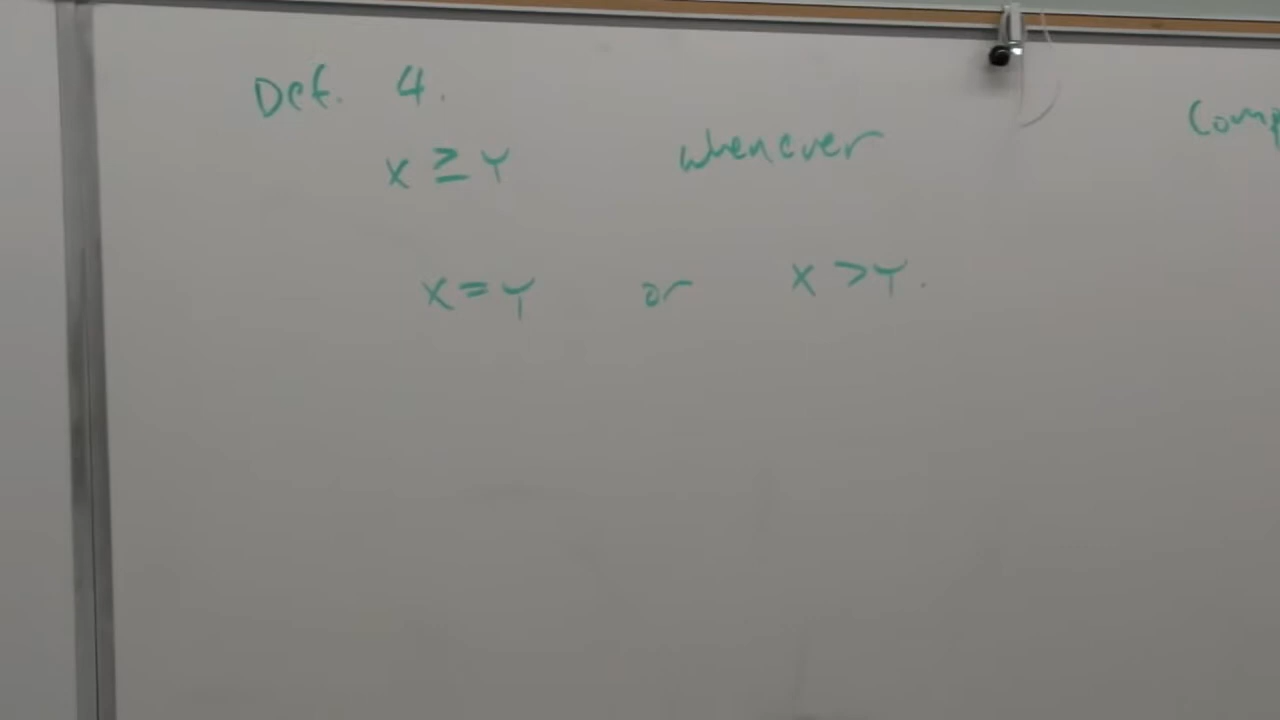 Def. 4.
x ≥ y whenever
x = y or x > y.